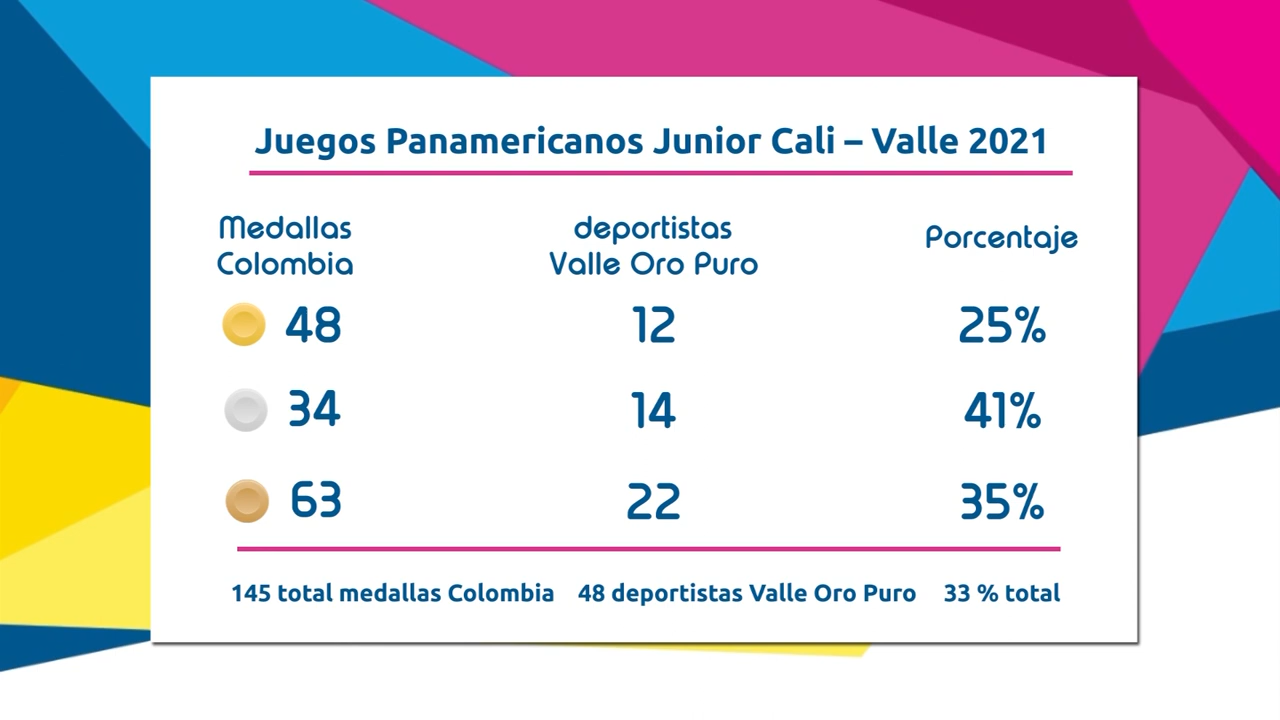 Juegos Panamericanos Junior Cali – Valle 2021
Medallas
Colombia
deportistas
Valle Oro Puro
Porcentaje
48 12 25%
34 14 41%
63 22 35%
145 total medallas Colombia 48 deportistas Valle Oro Puro 33 % total